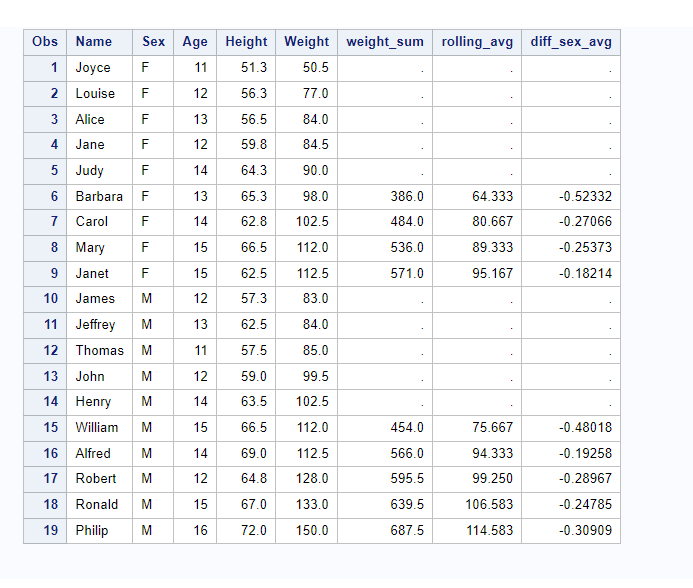 Obs Name Sex Age Height Weight weight_sum rolling_avg diff_sex_avg
1 Joyce F 11 51.3 50.5 . . .
2 Louise F 12 56.3 77.0 . . .
3 Alice F 13 56.5 84.0 . . .
4 Jane F 12 59.8 84.5 . . .
5 Judy F 14 64.3 90.0 . . .
6 Barbara F 13 65.3 98.0 386.0 64.333 -0.52332
7 Carol F 14 62.8 102.5 484.0 80.667 -0.27066
8 Mary F 15 66.5 112.0 536.0 89.333 -0.25373
9 Janet F 15 62.5 112.5 571.0 95.167 -0.18214
10 James M 12 57.3 83.0 . . .
11 Jeffrey M 13 62.5 84.0 . . .
12 Thomas M 11 57.5 85.0 . . .
13 John M 12 59.0 99.5 . . .
14 Henry M 14 63.5 102.5 . . .
15 William M 15 66.5 112.0 454.0 75.667 -0.48018
16 Alfred M 14 69.0 112.5 566.0 94.333 -0.19258
17 Robert M 12 64.8 128.0 595.5 99.250 -0.28967
18 Ronald M 15 67.0 133.0 639.5 106.583 -0.24785
19 Philip M 16 72.0 150.0 687.5 114.583 -0.30909